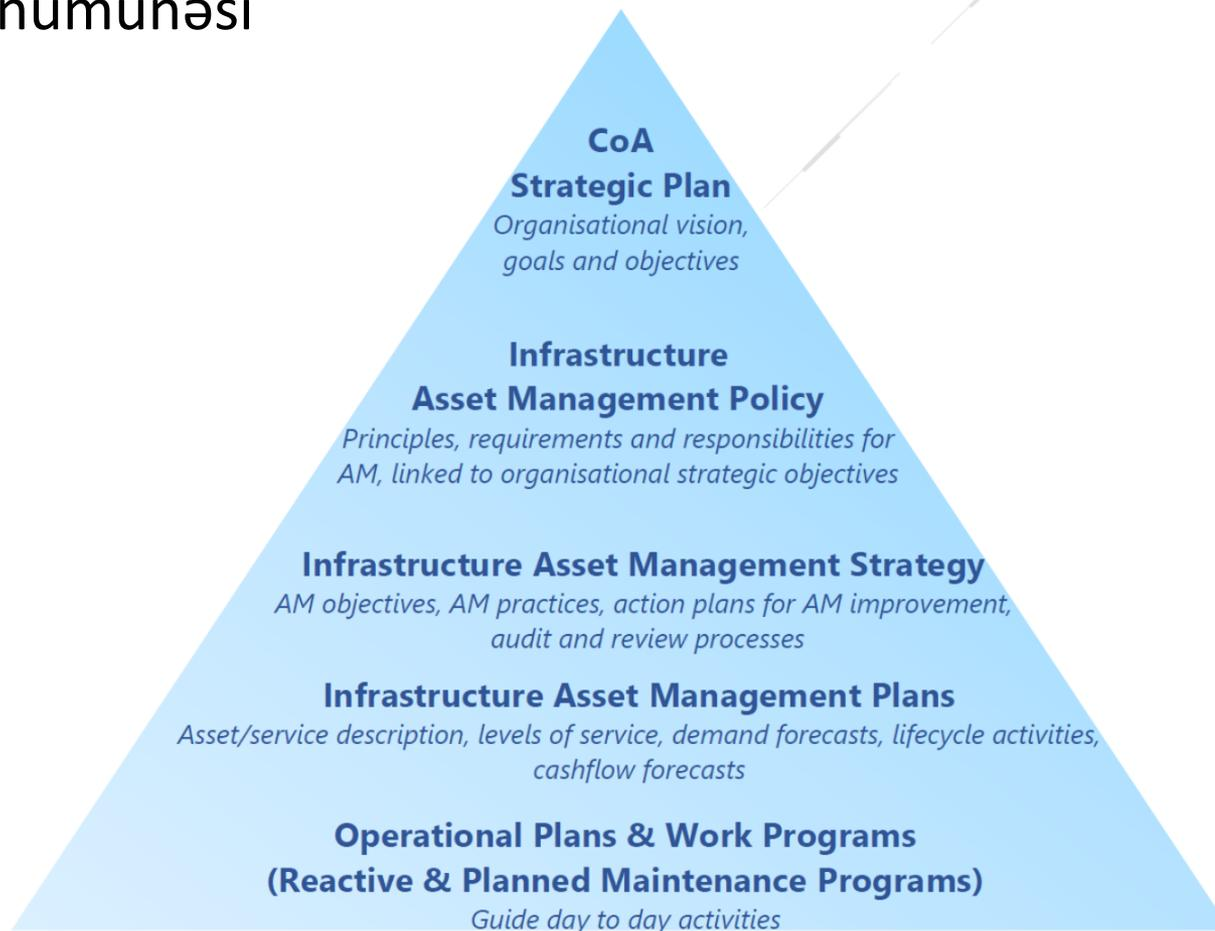 nümunəsi
CoA
Strategic Plan
Organisational vision,
goals and objectives
Infrastructure
Asset Management Policy
Principles, requirements and responsibilities for
AM, linked to organisational strategic objectives
Infrastructure Asset Management Strategy
AM objectives, AM practices, action plans for AM improvement,
audit and review processes
Infrastructure Asset Management Plans
Asset/service description, levels of service, demand forecasts, lifecycle activities,
cashflow forecasts
Operational Plans & Work Programs
(Reactive & Planned Maintenance Programs)
Guide day to day activities